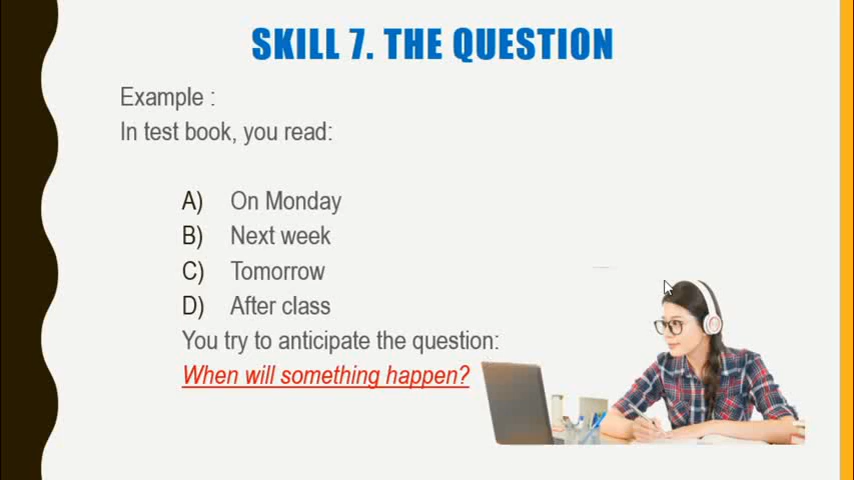 SKILL 7. THE QUESTION
Example :
In test book, you read:
A) On Monday
B) Next week
C) Tomorrow
D) After class
You try to anticipate the question:
When will something happen?